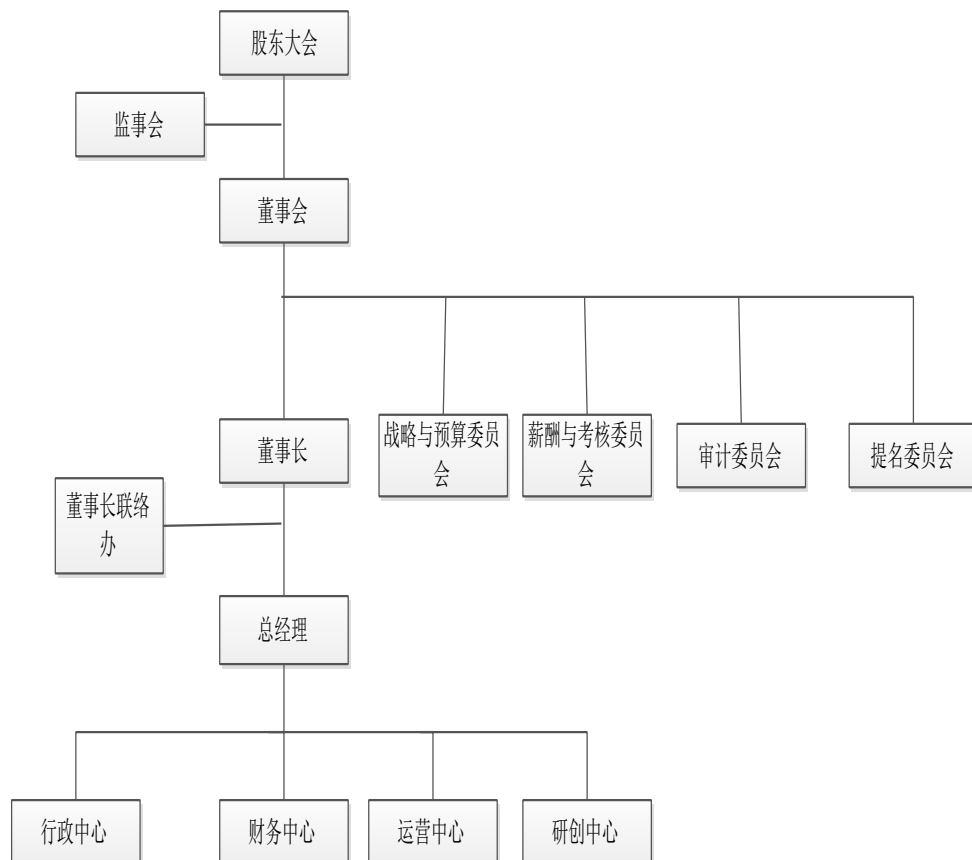 股东大会
监事会
董事会
董事长
战略与预算委员
会
薪酬与考核委员
会
审计委员会
提名委员会
董事长联络
办
总经理
行政中心
财务中心
运营中心
研创中心